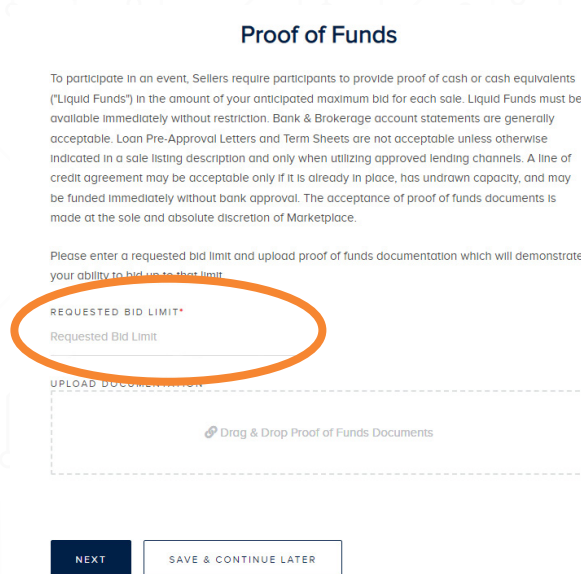 Proof of Funds
To participate in an event, Sellers require participants to provide proof of cash or cash equivalents
("Liquid Funds") in the amount of your anticipated maximum bid for each sale. Liquid Funds must be
available immediately without restriction. Bank & Brokerage account statements are generally
acceptable. Loan Pre-Approval Letters and Term Sheets are not acceptable unless otherwise
indicated in a sale listing description and only when utilizing approved lending channels. A line of
credit agreement may be acceptable only if it is already in place, has undrawn capacity, and may
be funded immediately without bank approval. The acceptance of proof of funds documents is
made at the sole and absolute discretion of Marketplace.
Please enter a requested bid limit and upload proof of funds documentation which will demonstrate
your ability to bid up to that limit
REQUESTED BID LIMIT*
Requested Bid Limit
UPLOAD DOCUMENTATION
Drag & Drop Proof of Funds Documents
NEXT
SAVE & CONTINUE LATER